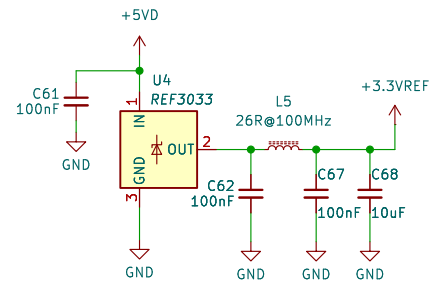 +5VD
C61
100nF
U4
REF3033
1
IN
GND
OUT
2
3
GND
GND
L5
26R@100MHz
+3.3VREF
C62
100nF
C67
100nF
C68
10uF
GND
GND
GND